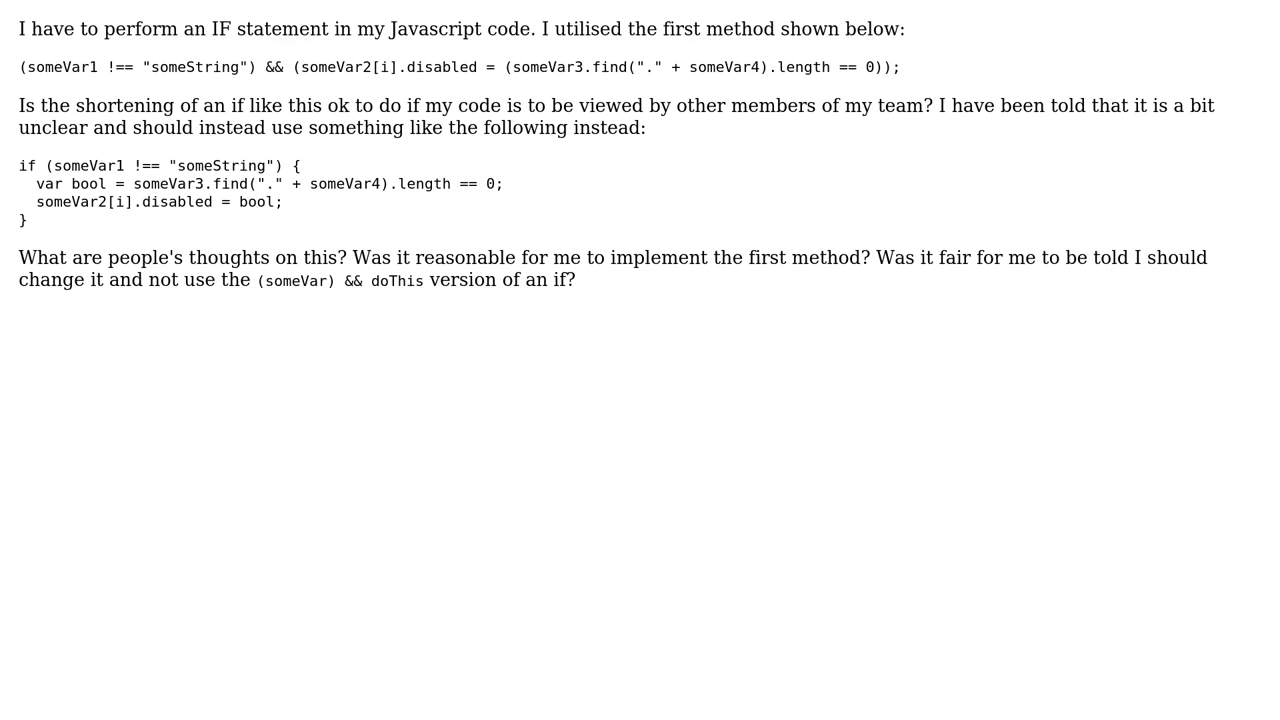 I have to perform an IF statement in my Javascript code. I utilised the first method shown below:
(someVar1 !== "someString") && (someVar2[i].disabled = (someVar3.find("." + someVar4).length == 0));
Is the shortening of an if like this ok to do if my code is to be viewed by other members of my team? I have been told that it is a bit
unclear and should instead use something like the following instead:
if (someVar1 !== "someString") {
  var bool = someVar3.find("." + someVar4).length == 0;
  someVar2[i].disabled = bool;
}
What are people's thoughts on this? Was it reasonable for me to implement the first method? Was it fair for me to be told I should
change it and not use the (someVar) && doThis version of an if?